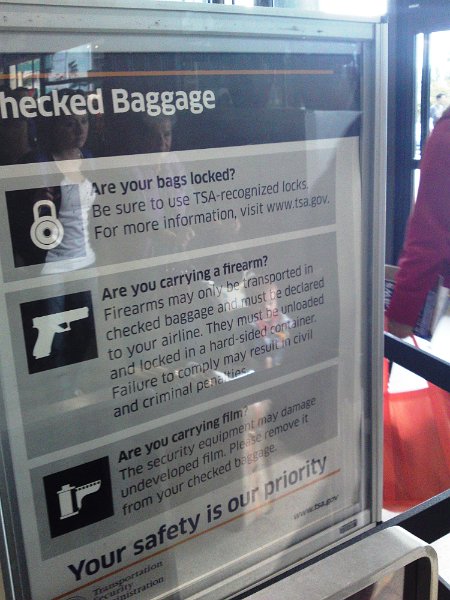 hecked Baggage
Are your bags locked?
Be sure to use TSA-recognized locks.
For more information, visit www.tsa.gov.
Are you carrying a firearm?
Firearms may only be transported in
checked baggage and must be declared
to your airline. They must be unloaded
and locked in a hard-sided container.
Failure to comply may result in civil
and criminal penalties.
Are you carrying film?
The security equipment may damage
undeveloped film. Please remove it
from your checked baggage.
Your safety is our priority
www.tsa.gov
Transportation
Security
Administration